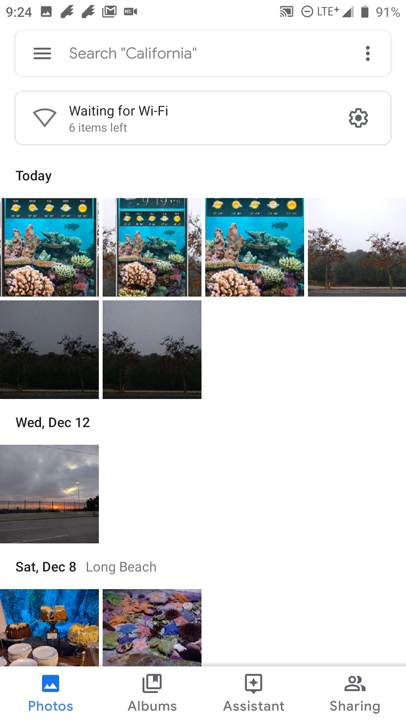 9:24
LTE+
91%
Search "California"
Waiting for Wi-Fi
6 items left
Today
Wed, Dec 12
Sat, Dec 8 Long Beach
Photos
Albums
Assistant
Sharing